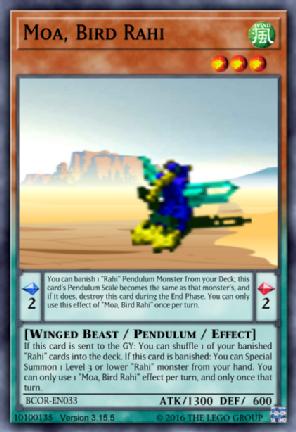 MOA, BIRD RAHI
WIND
風
You can banish 1 "Rahi" Pendulum Monster from your Deck; this
card's Pendulum Scale becomes the same as that monster's, and
if it does, destroy this card during the End Phase. You can only
use this effect of "Moa, Bird Rahi" once per turn.
2
2
[WINGED BEAST / PENDULUM / EFFECT]
If this card is sent to the GY: You can shuffle 1 of your banished
"Rahi" cards into the deck. If this card is banished: You can Special
Summon 1 Level 3 or lower "Rahi" monster from your hand. You
can only use 1 "Moa, Bird Rahi" effect per turn, and only once that
turn.
BCOR-EN033
ATK/1300 DEF/ 600
10100135 Version 3.15.5
©2016 THE LEGO GROUP